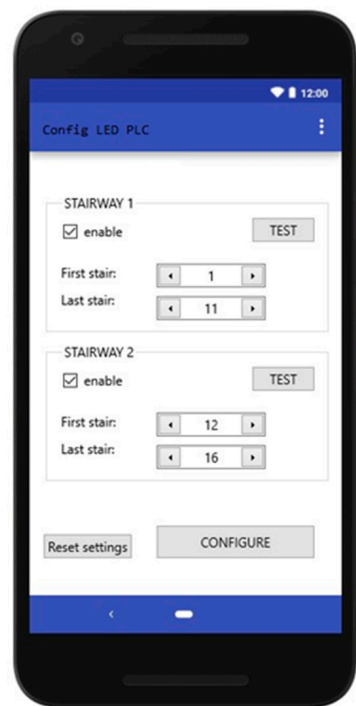 12:00
Config LED PLC
STAIRWAY 1
enable
TEST
First stair:
1
Last stair:
11
STAIRWAY 2
enable
TEST
First stair:
12
Last stair:
16
Reset settings
CONFIGURE